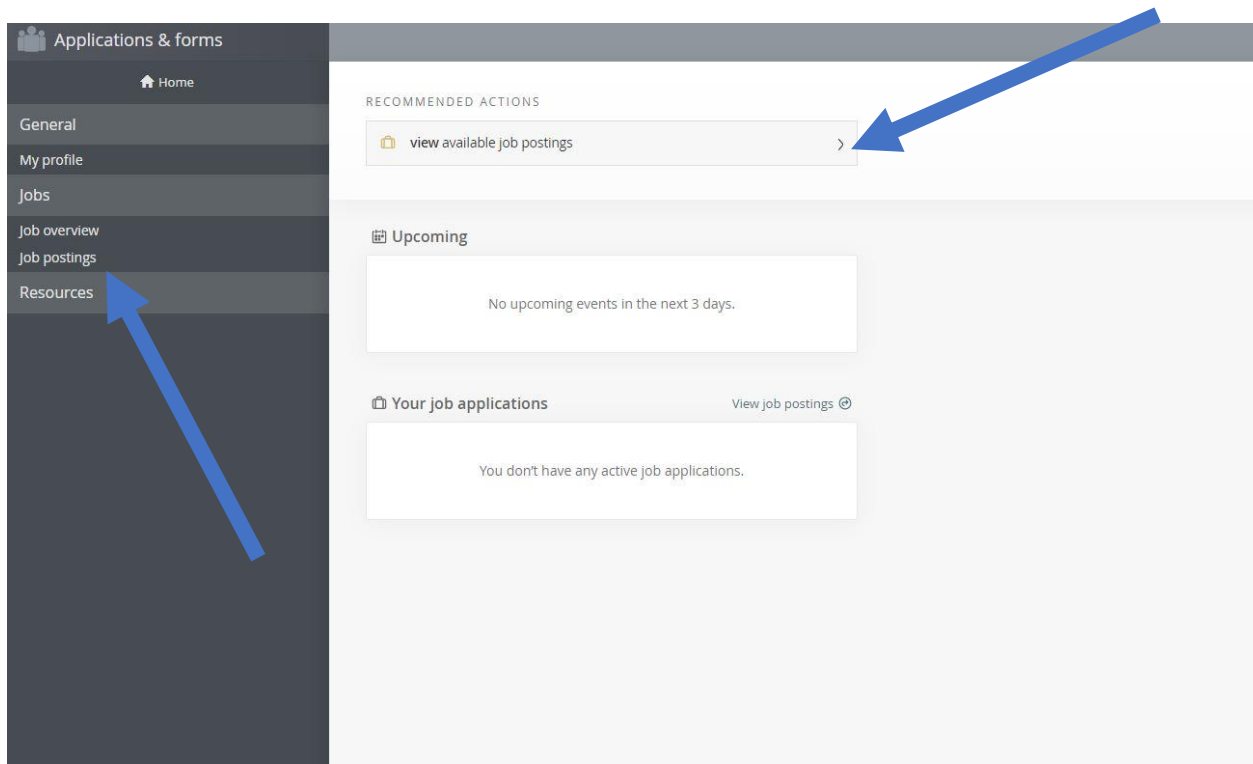 Applications & forms
Home
General
My profile
Jobs
Job overview
Job postings
Resources
RECOMMENDED ACTIONS
view available job postings
Upcoming
No upcoming events in the next 3 days.
Your job applications
View job postings
You don't have any active job applications.